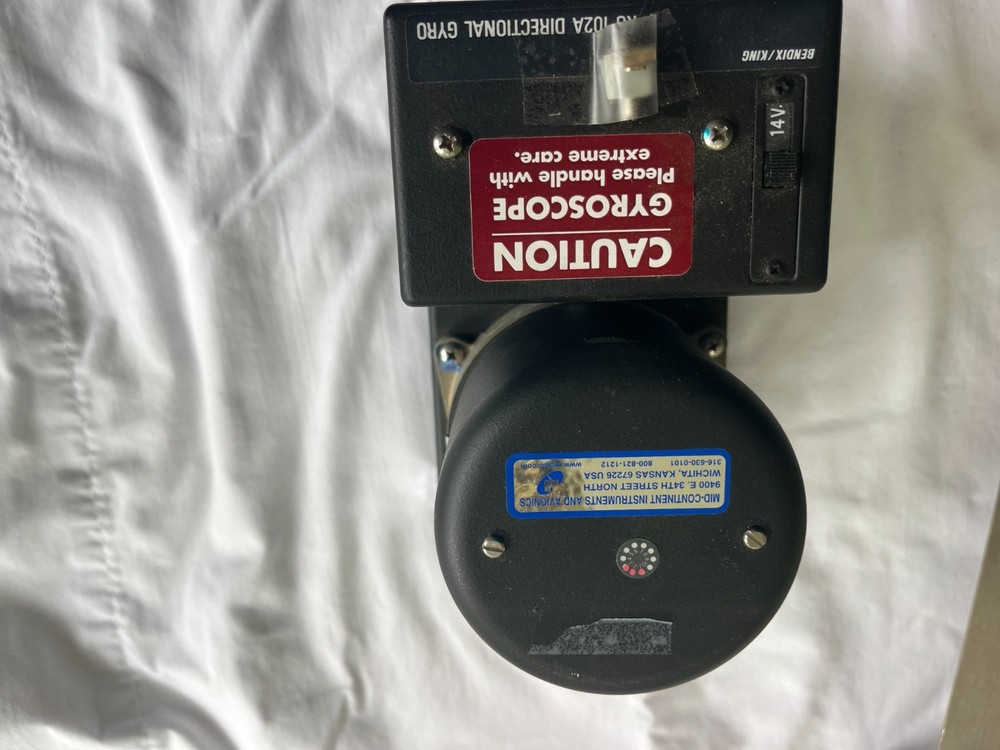 BENDIX/KING
102A DIRECTIONAL GYRO
14V
CAUTION
GYROSCOPE
Please handle with
extreme care.
MID-CONTINENT INSTRUMENTS AND AVIONICS
9400 E. 34TH STREET NORTH
WICHITA, KANSAS 67226 USA
316-630-0101 800-821-1212